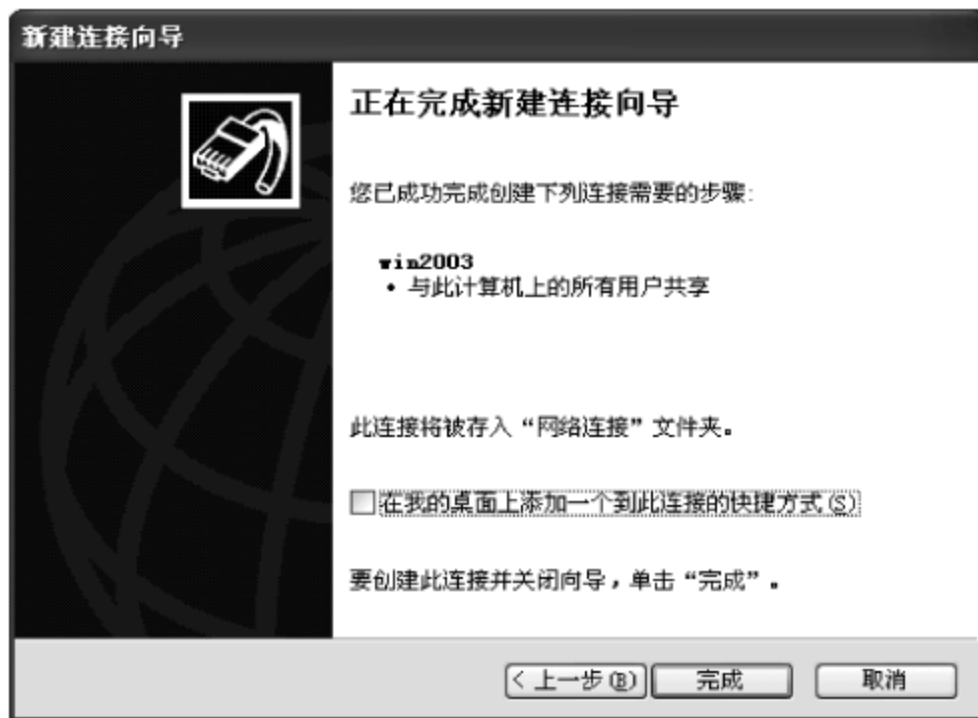 新建连接向导
正在完成新建连接向导
您已成功完成创建下列连接需要的步骤:
win2003
• 与此计算机上的所有用户共享
此连接将被存入“网络连接”文件夹。
在我的桌面上添加一个到此连接的快捷方式(S)
要创建此连接并关闭向导，单击“完成”。
< 上一步(B) 完成 取消